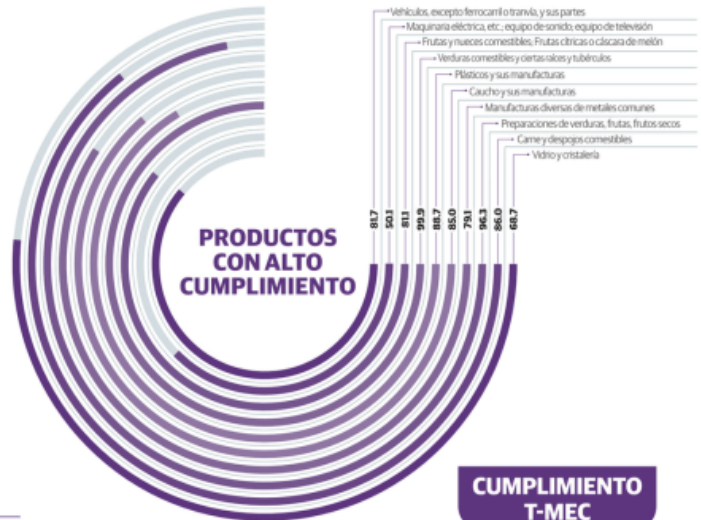 Vehículos, excepto ferrocarril o tranvía, y sus partes
Maquinaria eléctrica, etc., equipo de sonido, equipo de televisión
Frutas y nueces comestibles; Frutas cítricas o cáscara de melón
Verduras comestibles y ciertas raíces y tubérculos
Plásticos y sus manufacturas
Caucho y sus manufacturas
Manufacturas diversas de metales comunes
Preparaciones de verduras, frutas, frutos secos
Carne y despojos comestibles
Vidrio y cristalería
81.7
50.1
81.1
99.9
88.7
85.0
79.1
96.3
86.0
68.7
PRODUCTOS
CON ALTO
CUMPLIMIENTO
CUMPLIMIENTO
T-MEC